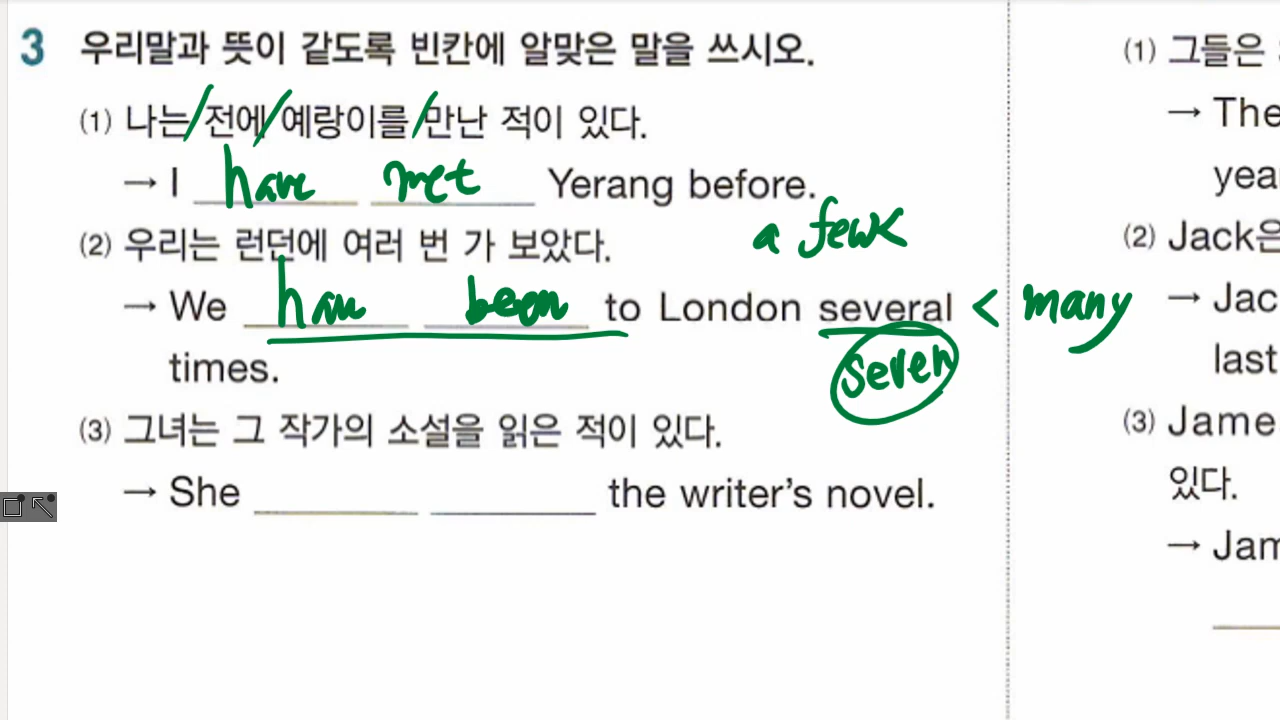 3 우리말과 뜻이 같도록 빈칸에 알맞은 말을 쓰시오.
(1) 나는/전에/예랑이를/만난 적이 있다.
→ I have met Yerang before.
(2) 우리는 런던에 여러 번 가 보았다.
a few
→ We have been to London several < many
times.
seven
(3) 그녀는 그 작가의 소설을 읽은 적이 있다.
→ She the writer's novel.
(1) 그들은
→ The
yea
(2) Jack은
→ Jac
last
(3) Jame
있다.
→ Jam